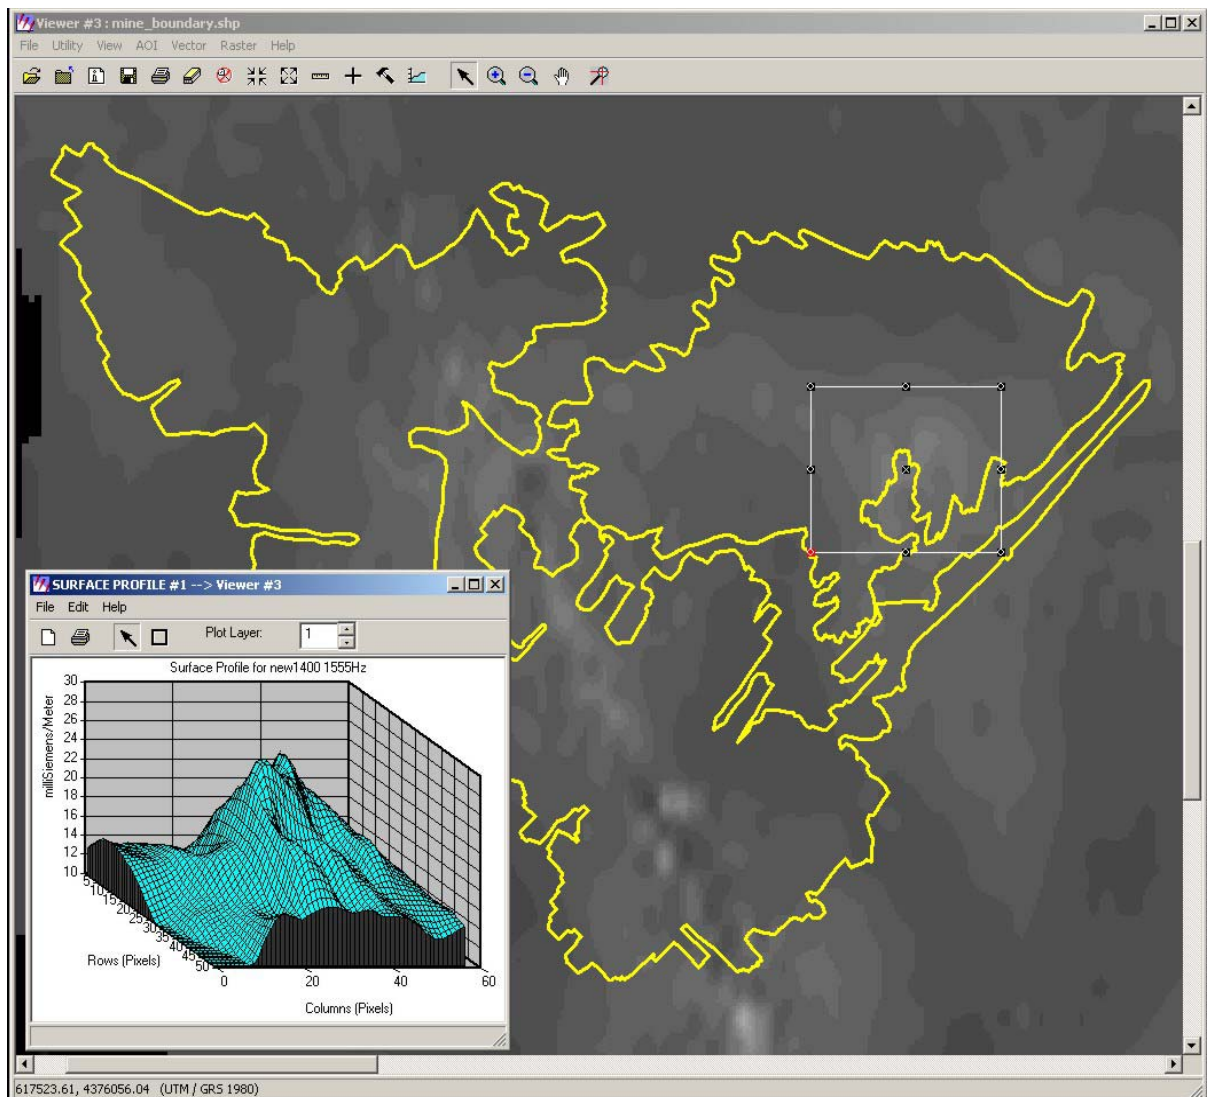 Viewer #3 : mine_boundary.shp
File Utility View AOI Vector Raster Help
SURFACE PROFILE #1 --> Viewer #3
File Edit Help
Plot Layer: 1
Surface Profile for new1400 1555Hz
milliSiemens/Meter
30
28
26
24
22
20
18
16
14
12
10
5
10
15
20
25
30
35
40
45
50
Rows (Pixels)
0 20 40 60
Columns (Pixels)
617523.61, 4376056.04 (UTM / GRS 1980)